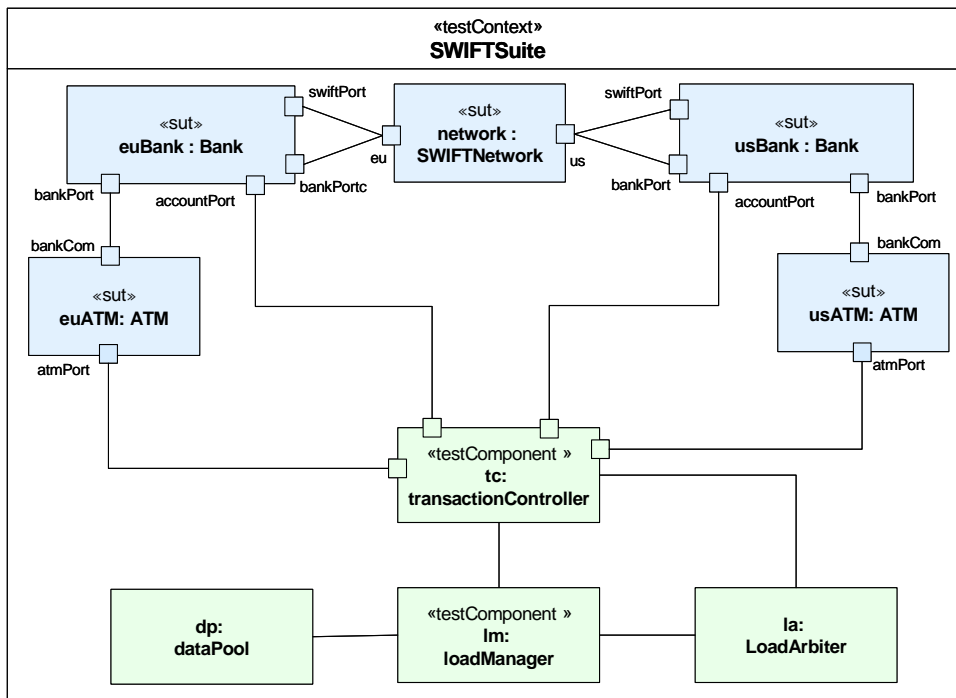 «testContext»
SWIFTSuite
swiftPort
swiftPort
«sut»
euBank : Bank
«sut»
network :
SWIFTNetwork
«sut»
usBank : Bank
eu
us
bankPort
accountPort
bankPortc
bankPort
accountPort
bankPort
bankCom
bankCom
«sut»
euATM: ATM
«sut»
usATM: ATM
atmPort
atmPort
«testComponent »
tc:
transactionController
dp:
dataPool
«testComponent »
lm:
loadManager
la:
LoadArbiter